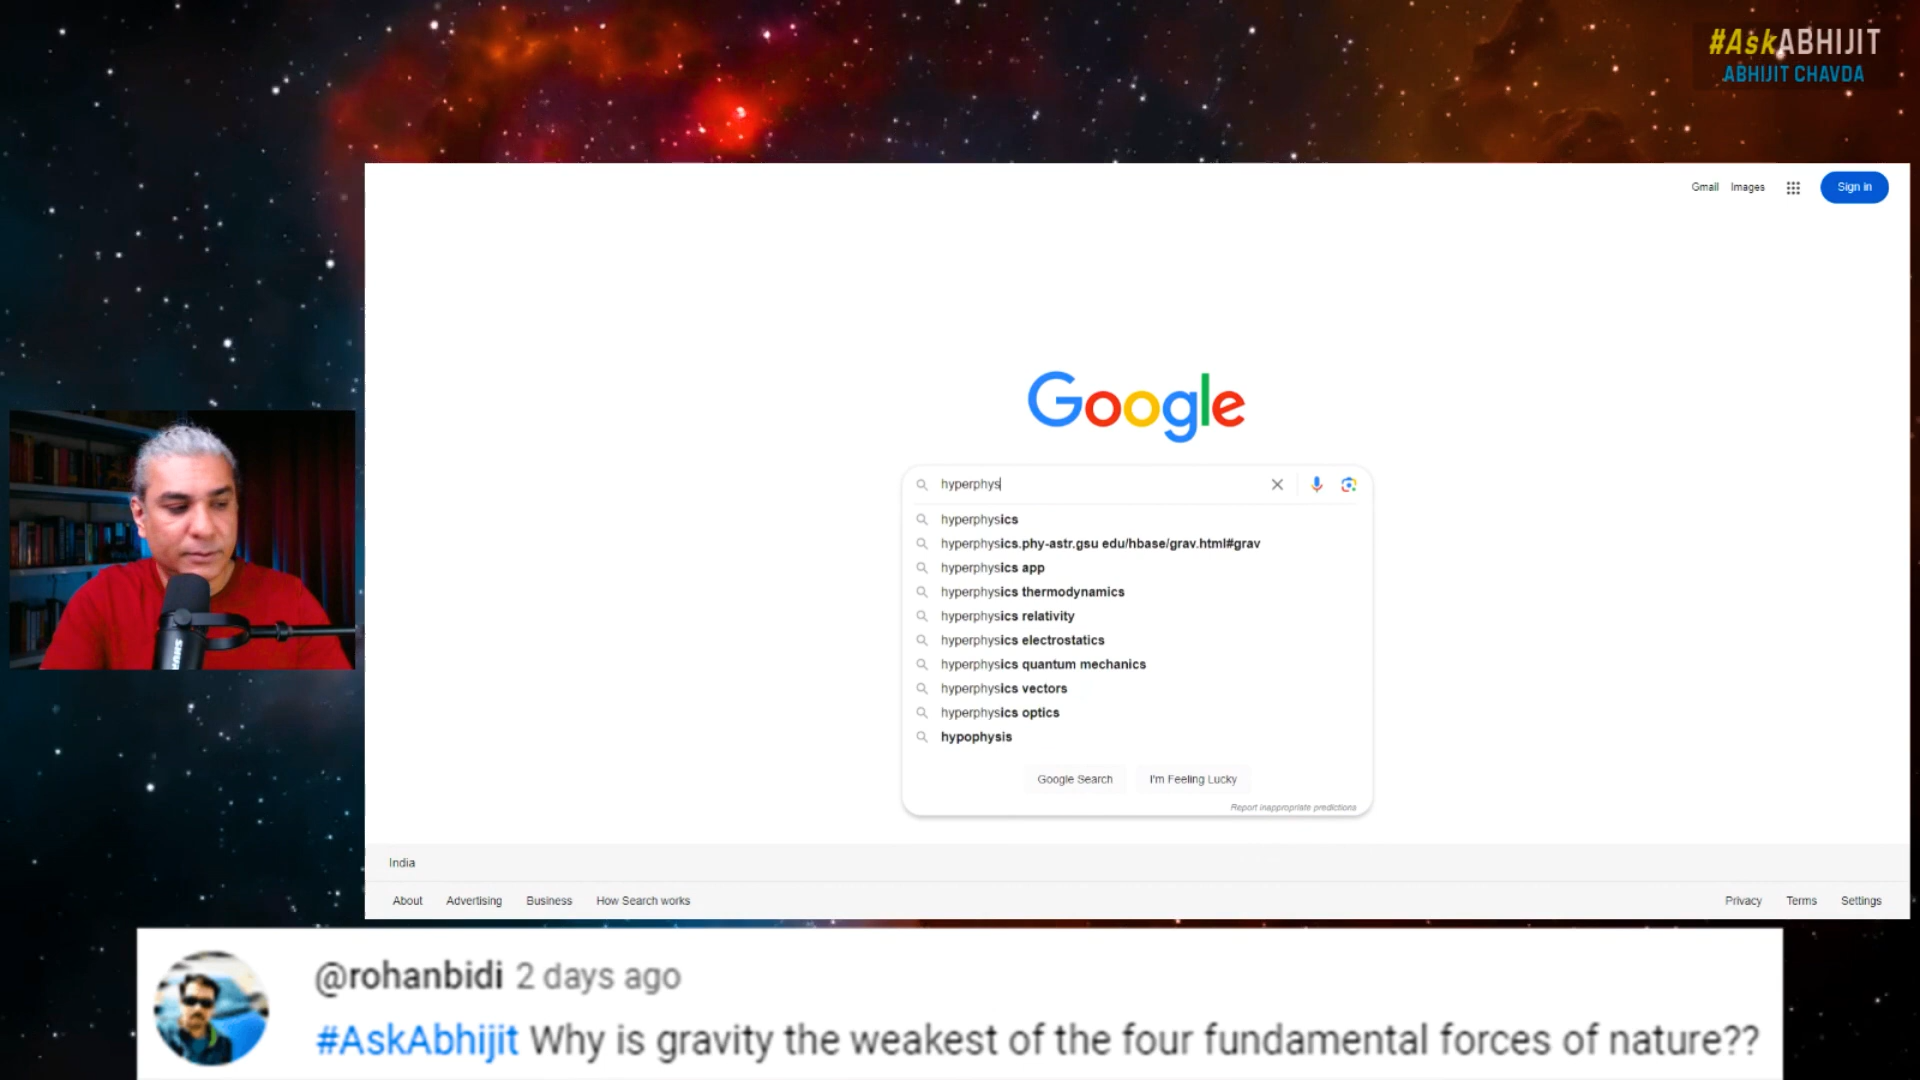 #AskABHIJIT
ABHIJIT CHAVDA
Gmail Images Sign in
Google
hyperphys
hyperphysics
hyperphysics.phy-astr.gsu edu/hbase/grav.html#grav
hyperphysics app
hyperphysics thermodynamics
hyperphysics relativity
hyperphysics electrostatics
hyperphysics quantum mechanics
hyperphysics vectors
hyperphysics optics
hypophysis
Google Search I'm Feeling Lucky
Report inappropriate predictions
SHURE
India
About Advertising Business How Search works Privacy Terms Settings
@rohanbidi 2 days ago
#AskAbhijit Why is gravity the weakest of the four fundamental forces of nature??